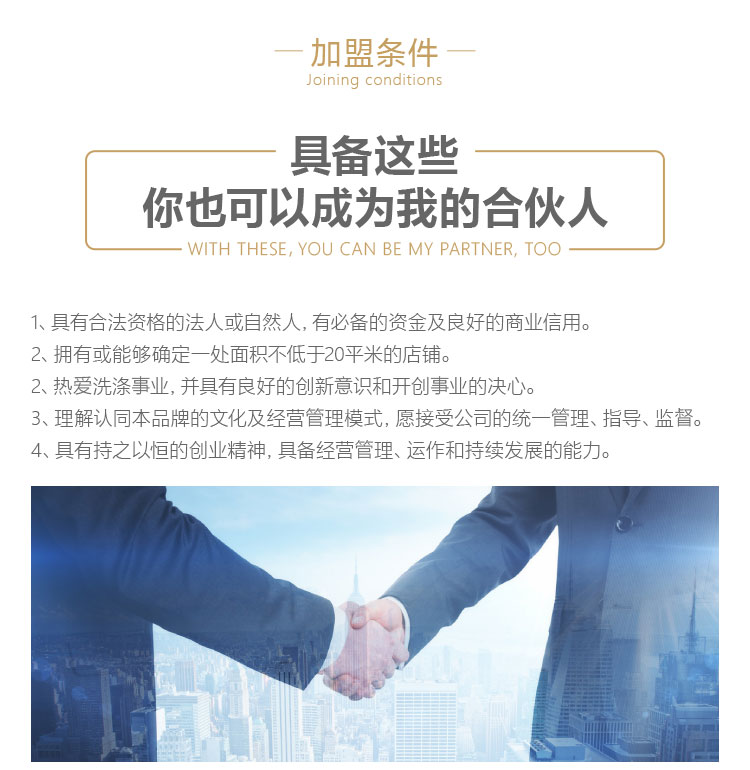 加盟条件
Joining conditions
具备这些
你也可以成为我的合伙人
WITH THESE, YOU CAN BE MY PARTNER, TOO
1、具有合法资格的法人或自然人，有必备的资金及良好的商业信用。
2、拥有或能够确定一处面积不低于20平米的店铺。
2、热爱洗涤事业，并具有良好的创新意识和开创事业的决心。
3、理解认同本品牌的文化及经营管理模式，愿接受公司的统一管理、指导、监督。
4、具有持之以恒的创业精神，具备经营管理、运作和持续发展的能力。